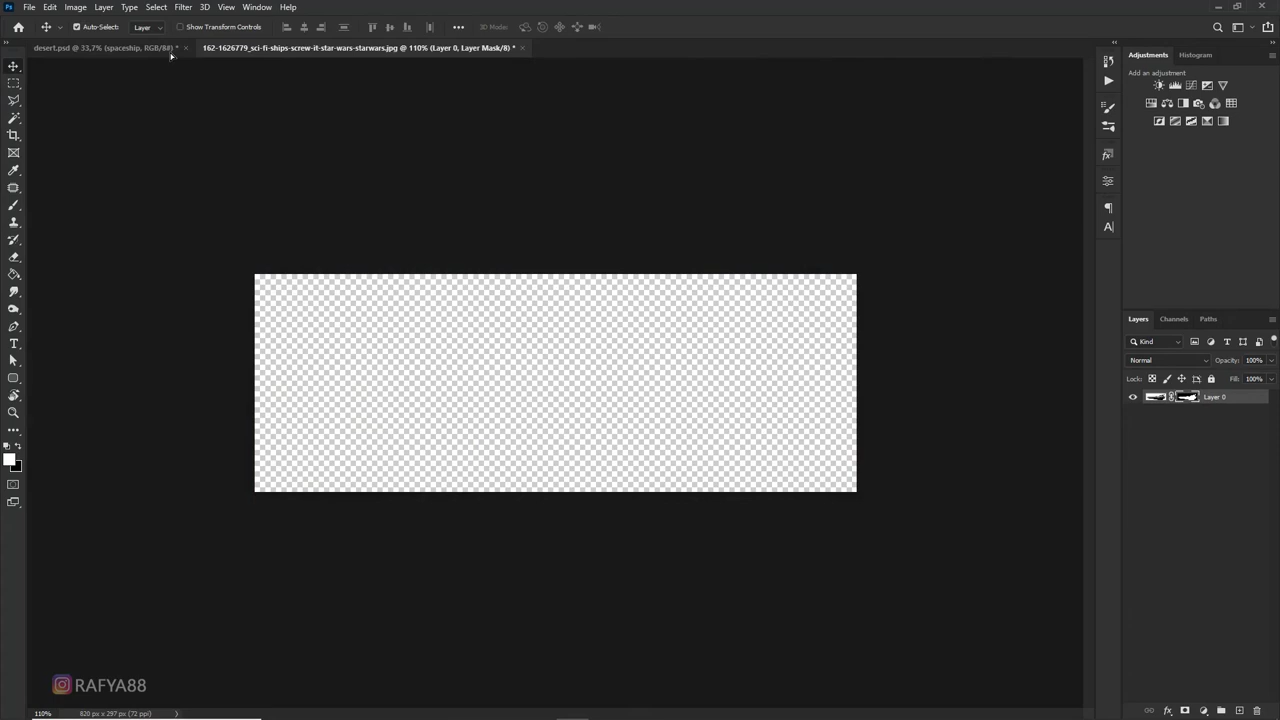 Ps File Edit Image Layer Type Select Filter 3D View Window Help
Auto-Select: Layer Show Transform Controls 3D Mode:
desert.psd @ 33,7% (spaceship, RGB/8#) * × 162-1626779_sci-fi-ships-screw-it-star-wars-starwars.jpg @ 110% (Layer 0, Layer Mask/8) * ×
Adjustments Histogram
Add an adjustment
Layers Channels Paths
Kind
Normal Opacity: 100%
Lock: Fill: 100%
Layer 0
RAFYA88
110% 820 px x 297 px (72 ppi)